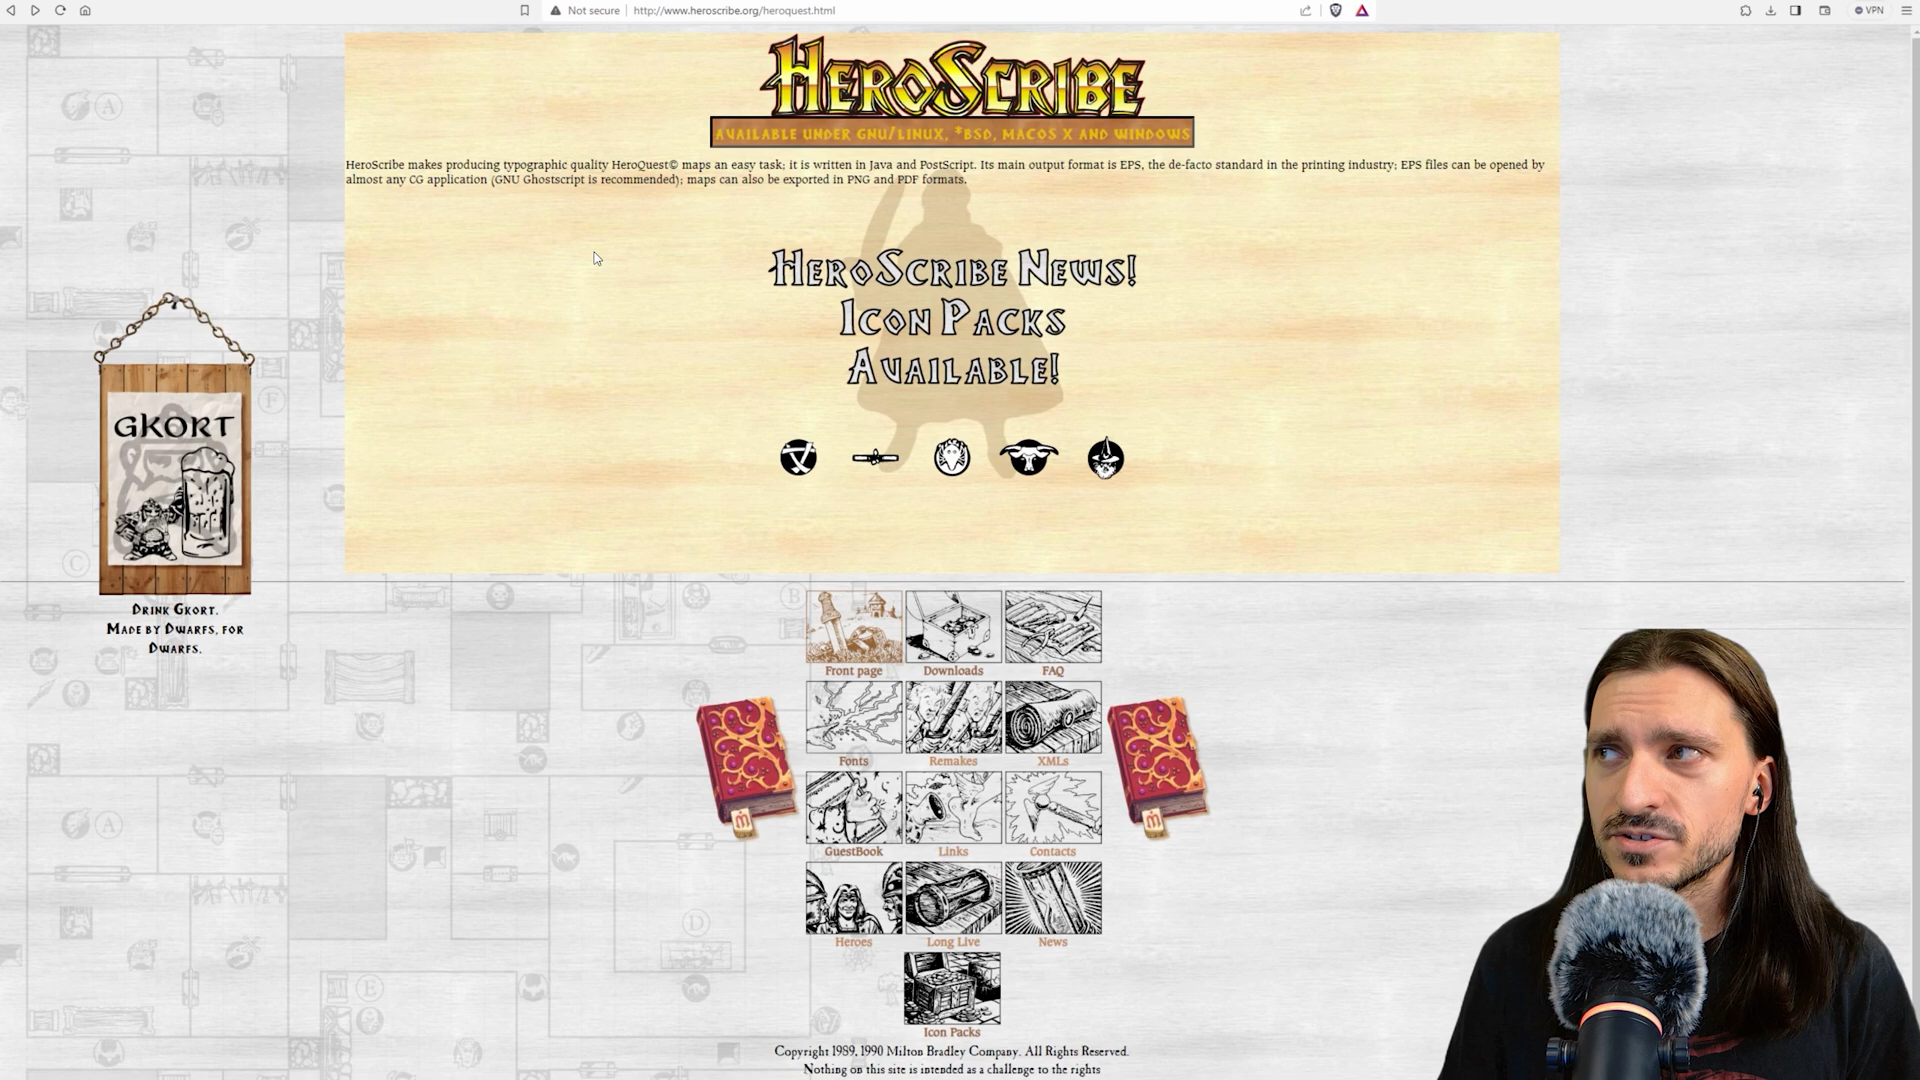 Not secure
http://www.heroscribe.org/heroquest.html
VPN
HeroScribe
Available under GNU/Linux, *BSD, MacOS X and Windows
HeroScribe makes producing typographic quality HeroQuest© maps an easy task; it is written in Java and PostScript. Its main output format is EPS, the de-facto standard in the printing industry; EPS files can be opened by
almost any CG application (GNU Ghostscript is recommended); maps can also be exported in PNG and PDF formats.
HeroScribe News!
Icon Packs
Available!
GKORT
Drink Gkort.
Made by Dwarfs, for
Dwarfs.
Front page
Downloads
FAQ
Fonts
Remakes
XMLs
GuestBook
Links
Contacts
Heroes
Long Live
News
Icon Packs
Copyright 1989, 1990 Milton Bradley Company. All Rights Reserved.
Nothing on this site is intended as a challenge to the rights
A
F
C
B
A
D
E